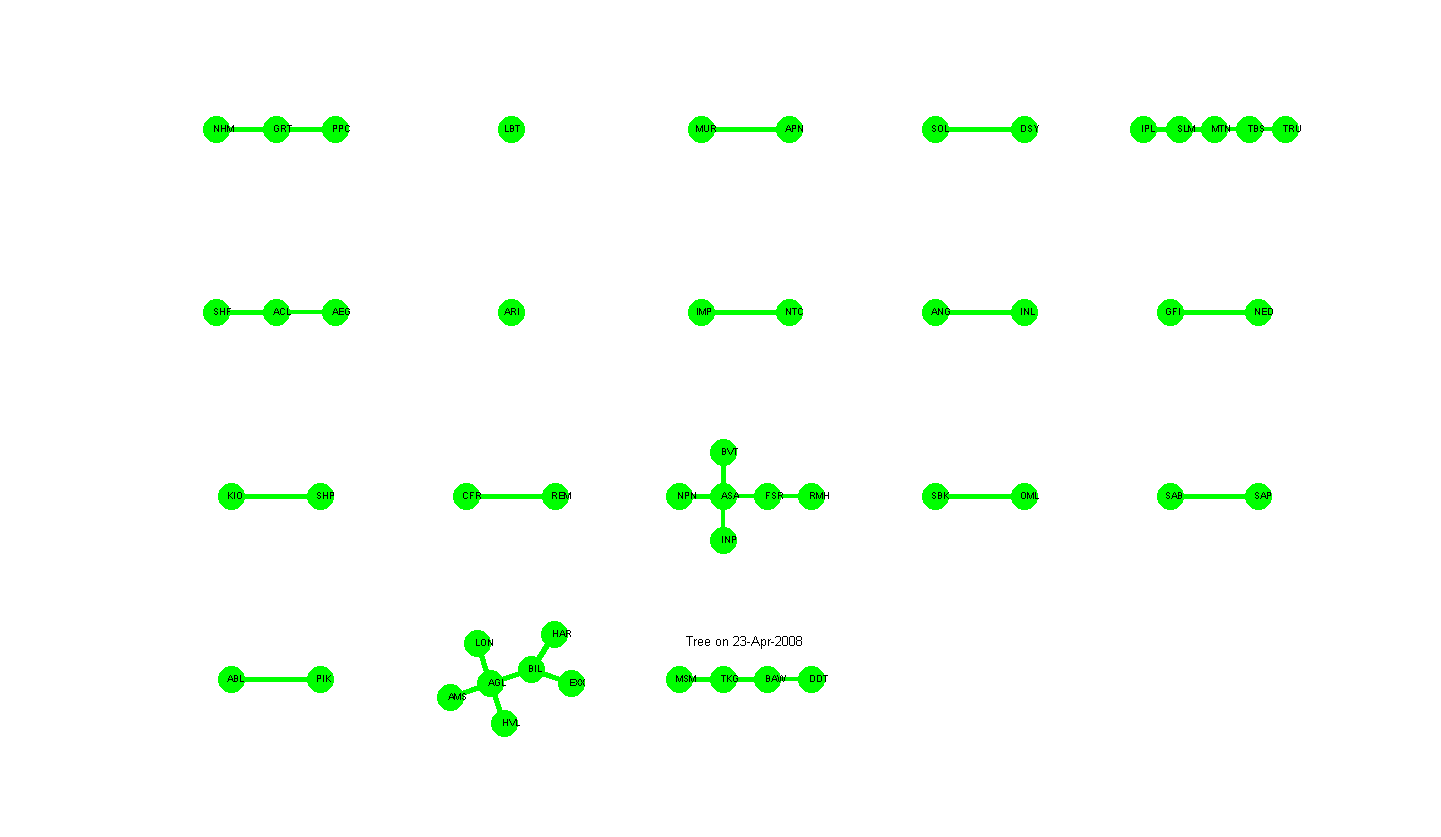 NHM GRT PPC LBT MUR APN SOL DSY IPL SLM MTN TBS TRU
SHF ACL AEG ARI IMP NTC ANG INL GFI NED
BVT
KIO SHP CFR REM NPN ASA FSR RMH SBK OML SAB SAP
INP
HAR
Tree on 23-Apr-2008
LON
BIL
ABL PIK AGL EXX MSM TKG BAW DDT
AMS
HVL